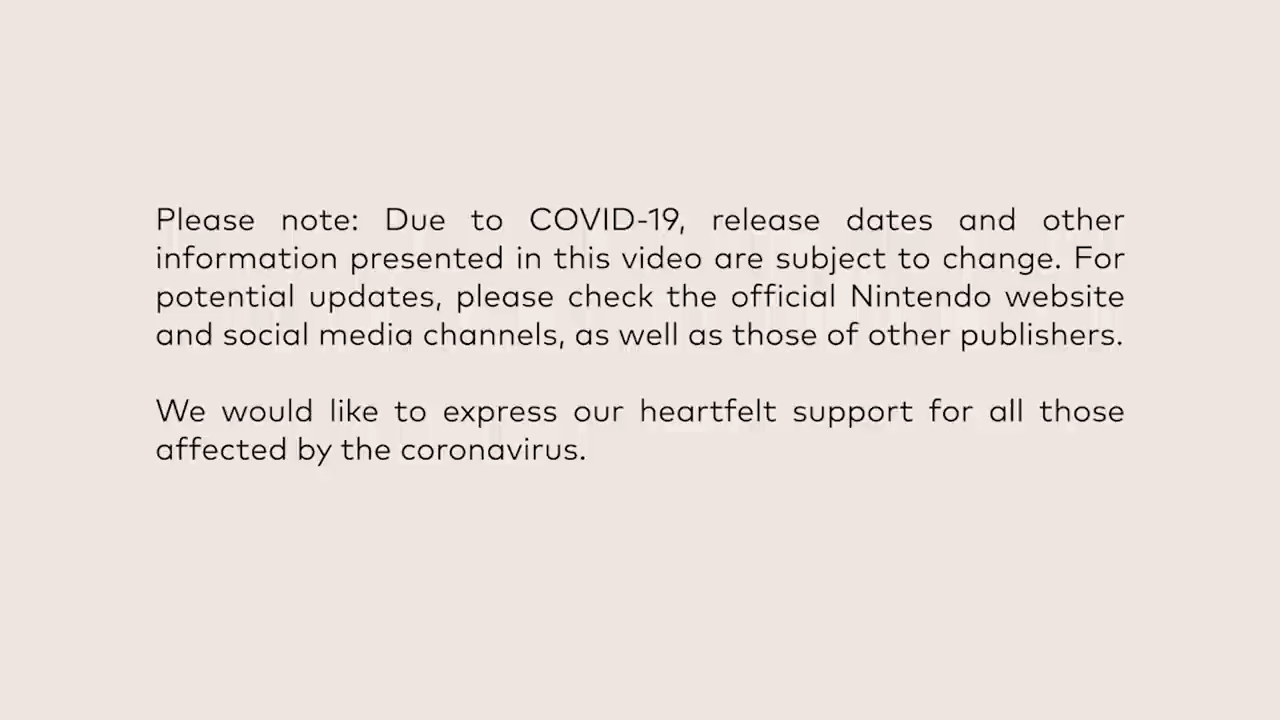 Please note: Due to COVID-19, release dates and other
information presented in this video are subject to change. For
potential updates, please check the official Nintendo website
and social media channels, as well as those of other publishers.
We would like to express our heartfelt support for all those
affected by the coronavirus.